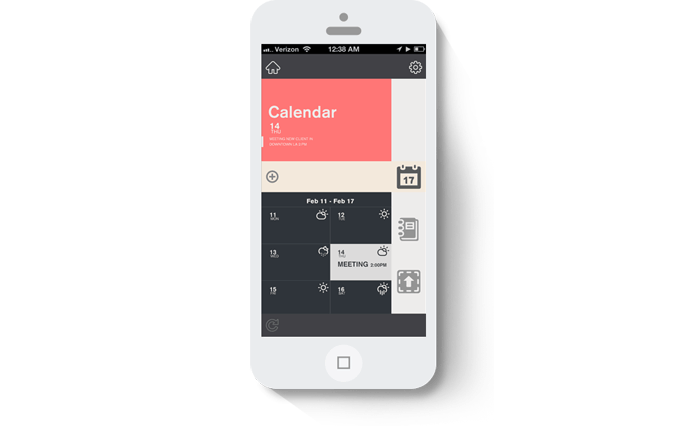 Verizon 12:38 AM
Calendar
14
THU
MEETING NEW CLIENT IN
17
Feb 11 - Feb 17
11
MON
12
TUE
13
WED
14
THU
MEETING 2:00PM
15
FRI
16
SAT